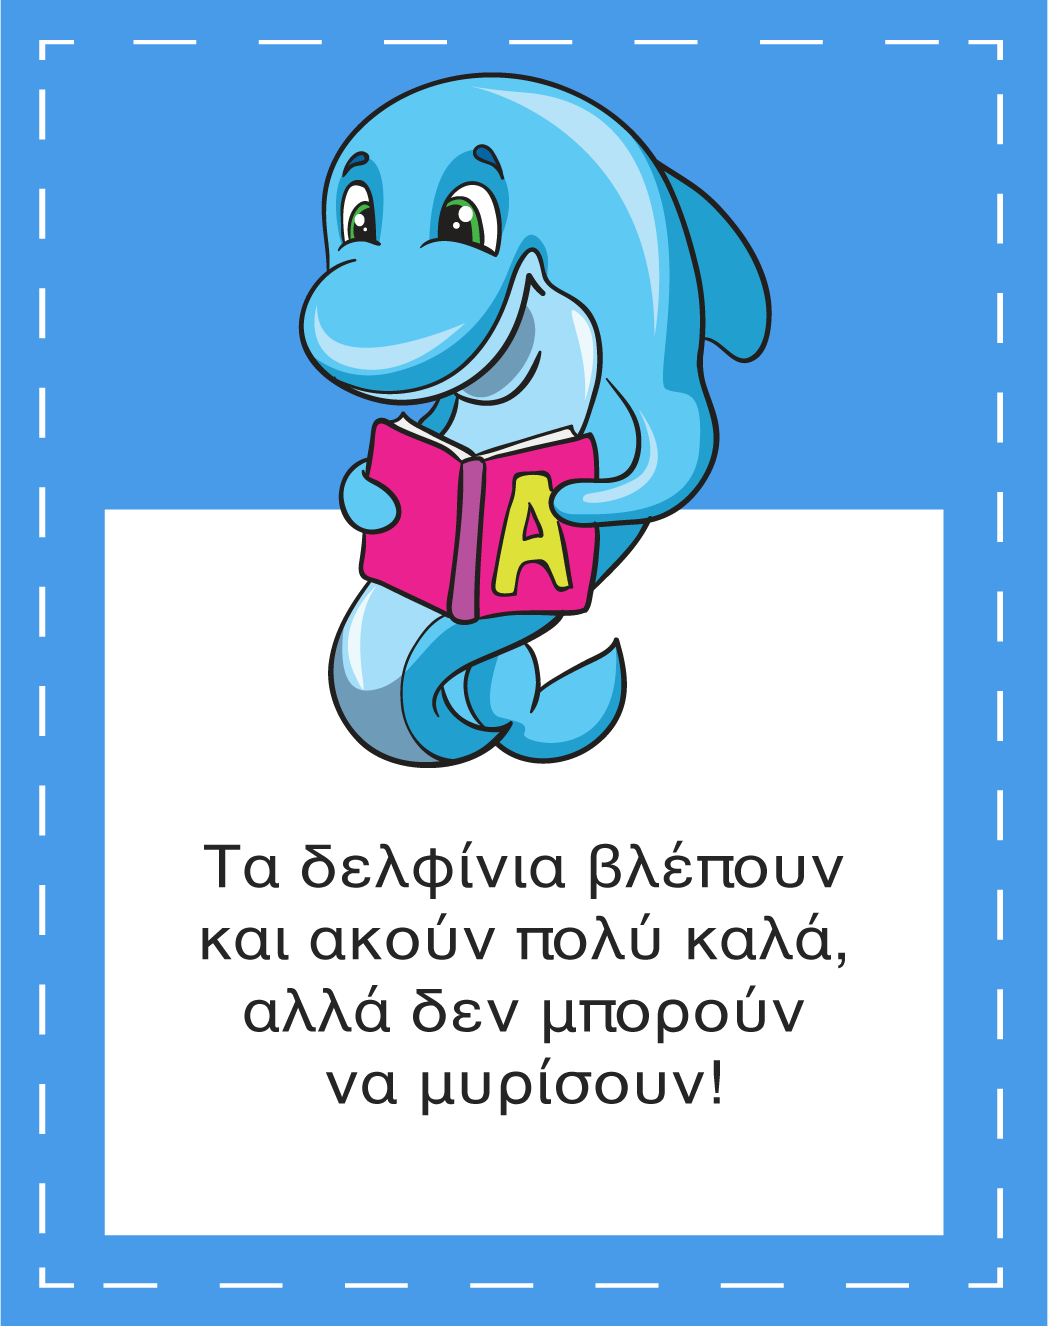 A
Τα δελφίνια βλέπουν
και ακούν πολύ καλά,
αλλά δεν μπορούν
να μυρίσουν!